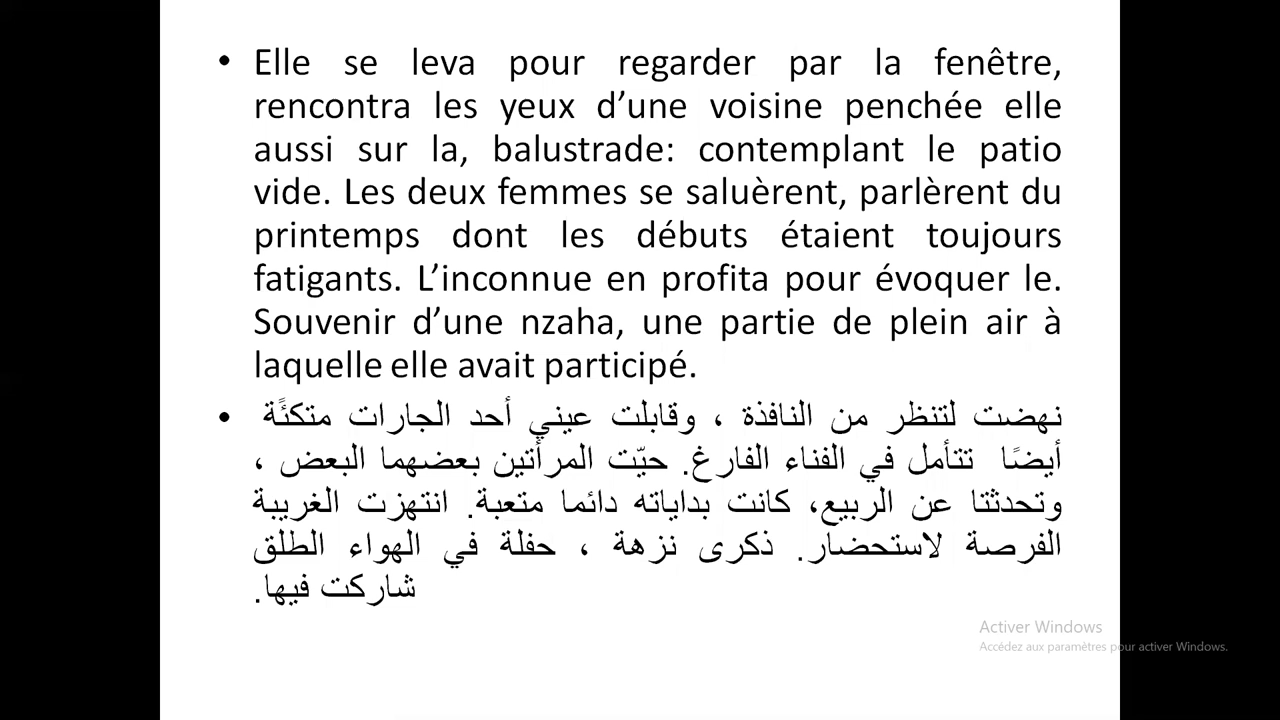 • Elle se leva pour regarder par la fenêtre,
rencontra les yeux d’une voisine penchée elle
aussi sur la, balustrade: contemplant le patio
vide. Les deux femmes se saluèrent, parlèrent du
printemps dont les débuts étaient toujours
fatigants. L’inconnue en profita pour évoquer le.
Souvenir d’une nzaha, une partie de plein air à
laquelle elle avait participé.
• نهضت لتنظر من النافذة ، وقابلت عيني أحد الجارات متكئًة
أيضًا تتأمل في الفناء الفارغ. حيّت المرأتين بعضهما البعض ،
وتحدثتا عن الربيع، كانت بداياته دائما متعبة. انتهزت الغريبة
الفرصة لاستحضار. ذكرى نزهة ، حفلة في الهواء الطلق
شاركت فيها.
Activer Windows
Accédez aux paramètres pour activer Windows.